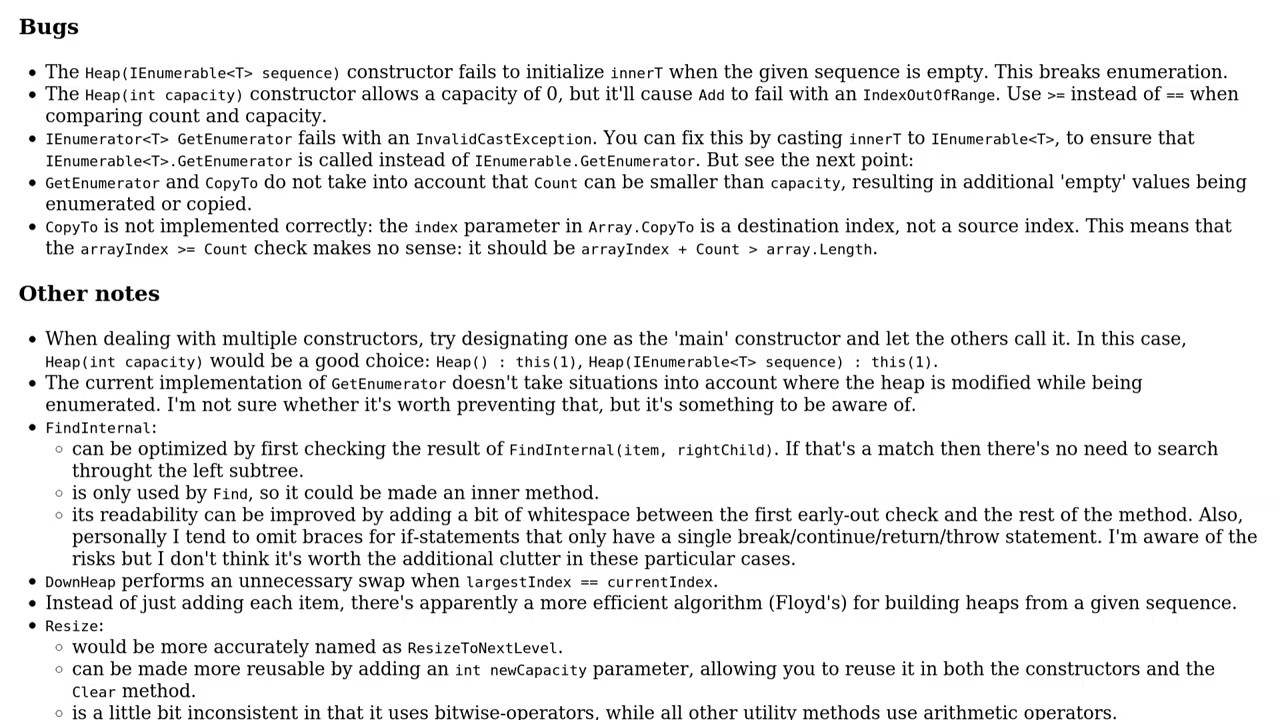 Bugs
• The Heap(IEnumerable<T> sequence) constructor fails to initialize innerT when the given sequence is empty. This breaks enumeration.
• The Heap(int capacity) constructor allows a capacity of 0, but it'll cause Add to fail with an IndexOutOfRange. Use >= instead of == when
comparing count and capacity.
• IEnumerator<T> GetEnumerator fails with an InvalidCastException. You can fix this by casting innerT to IEnumerable<T>, to ensure that
IEnumerable<T>.GetEnumerator is called instead of IEnumerable.GetEnumerator. But see the next point:
• GetEnumerator and CopyTo do not take into account that Count can be smaller than capacity, resulting in additional 'empty' values being
enumerated or copied.
• CopyTo is not implemented correctly: the index parameter in Array.CopyTo is a destination index, not a source index. This means that
the arrayIndex >= Count check makes no sense: it should be arrayIndex + Count > array.Length.
Other notes
• When dealing with multiple constructors, try designating one as the 'main' constructor and let the others call it. In this case,
Heap(int capacity) would be a good choice: Heap() : this(1), Heap(IEnumerable<T> sequence) : this(1).
• The current implementation of GetEnumerator doesn't take situations into account where the heap is modified while being
enumerated. I'm not sure whether it's worth preventing that, but it's something to be aware of.
• FindInternal:
◦ can be optimized by first checking the result of FindInternal(item, rightChild). If that's a match then there's no need to search
throught the left subtree.
◦ is only used by Find, so it could be made an inner method.
◦ its readability can be improved by adding a bit of whitespace between the first early-out check and the rest of the method. Also,
personally I tend to omit braces for if-statements that only have a single break/continue/return/throw statement. I'm aware of the
risks but I don't think it's worth the additional clutter in these particular cases.
• DownHeap performs an unnecessary swap when largestIndex == currentIndex.
• Instead of just adding each item, there's apparently a more efficient algorithm (Floyd's) for building heaps from a given sequence.
• Resize:
◦ would be more accurately named as ResizeToNextLevel.
◦ can be made more reusable by adding an int newCapacity parameter, allowing you to reuse it in both the constructors and the
Clear method.
◦ is a little bit inconsistent in that it uses bitwise-operators, while all other utility methods use arithmetic operators.